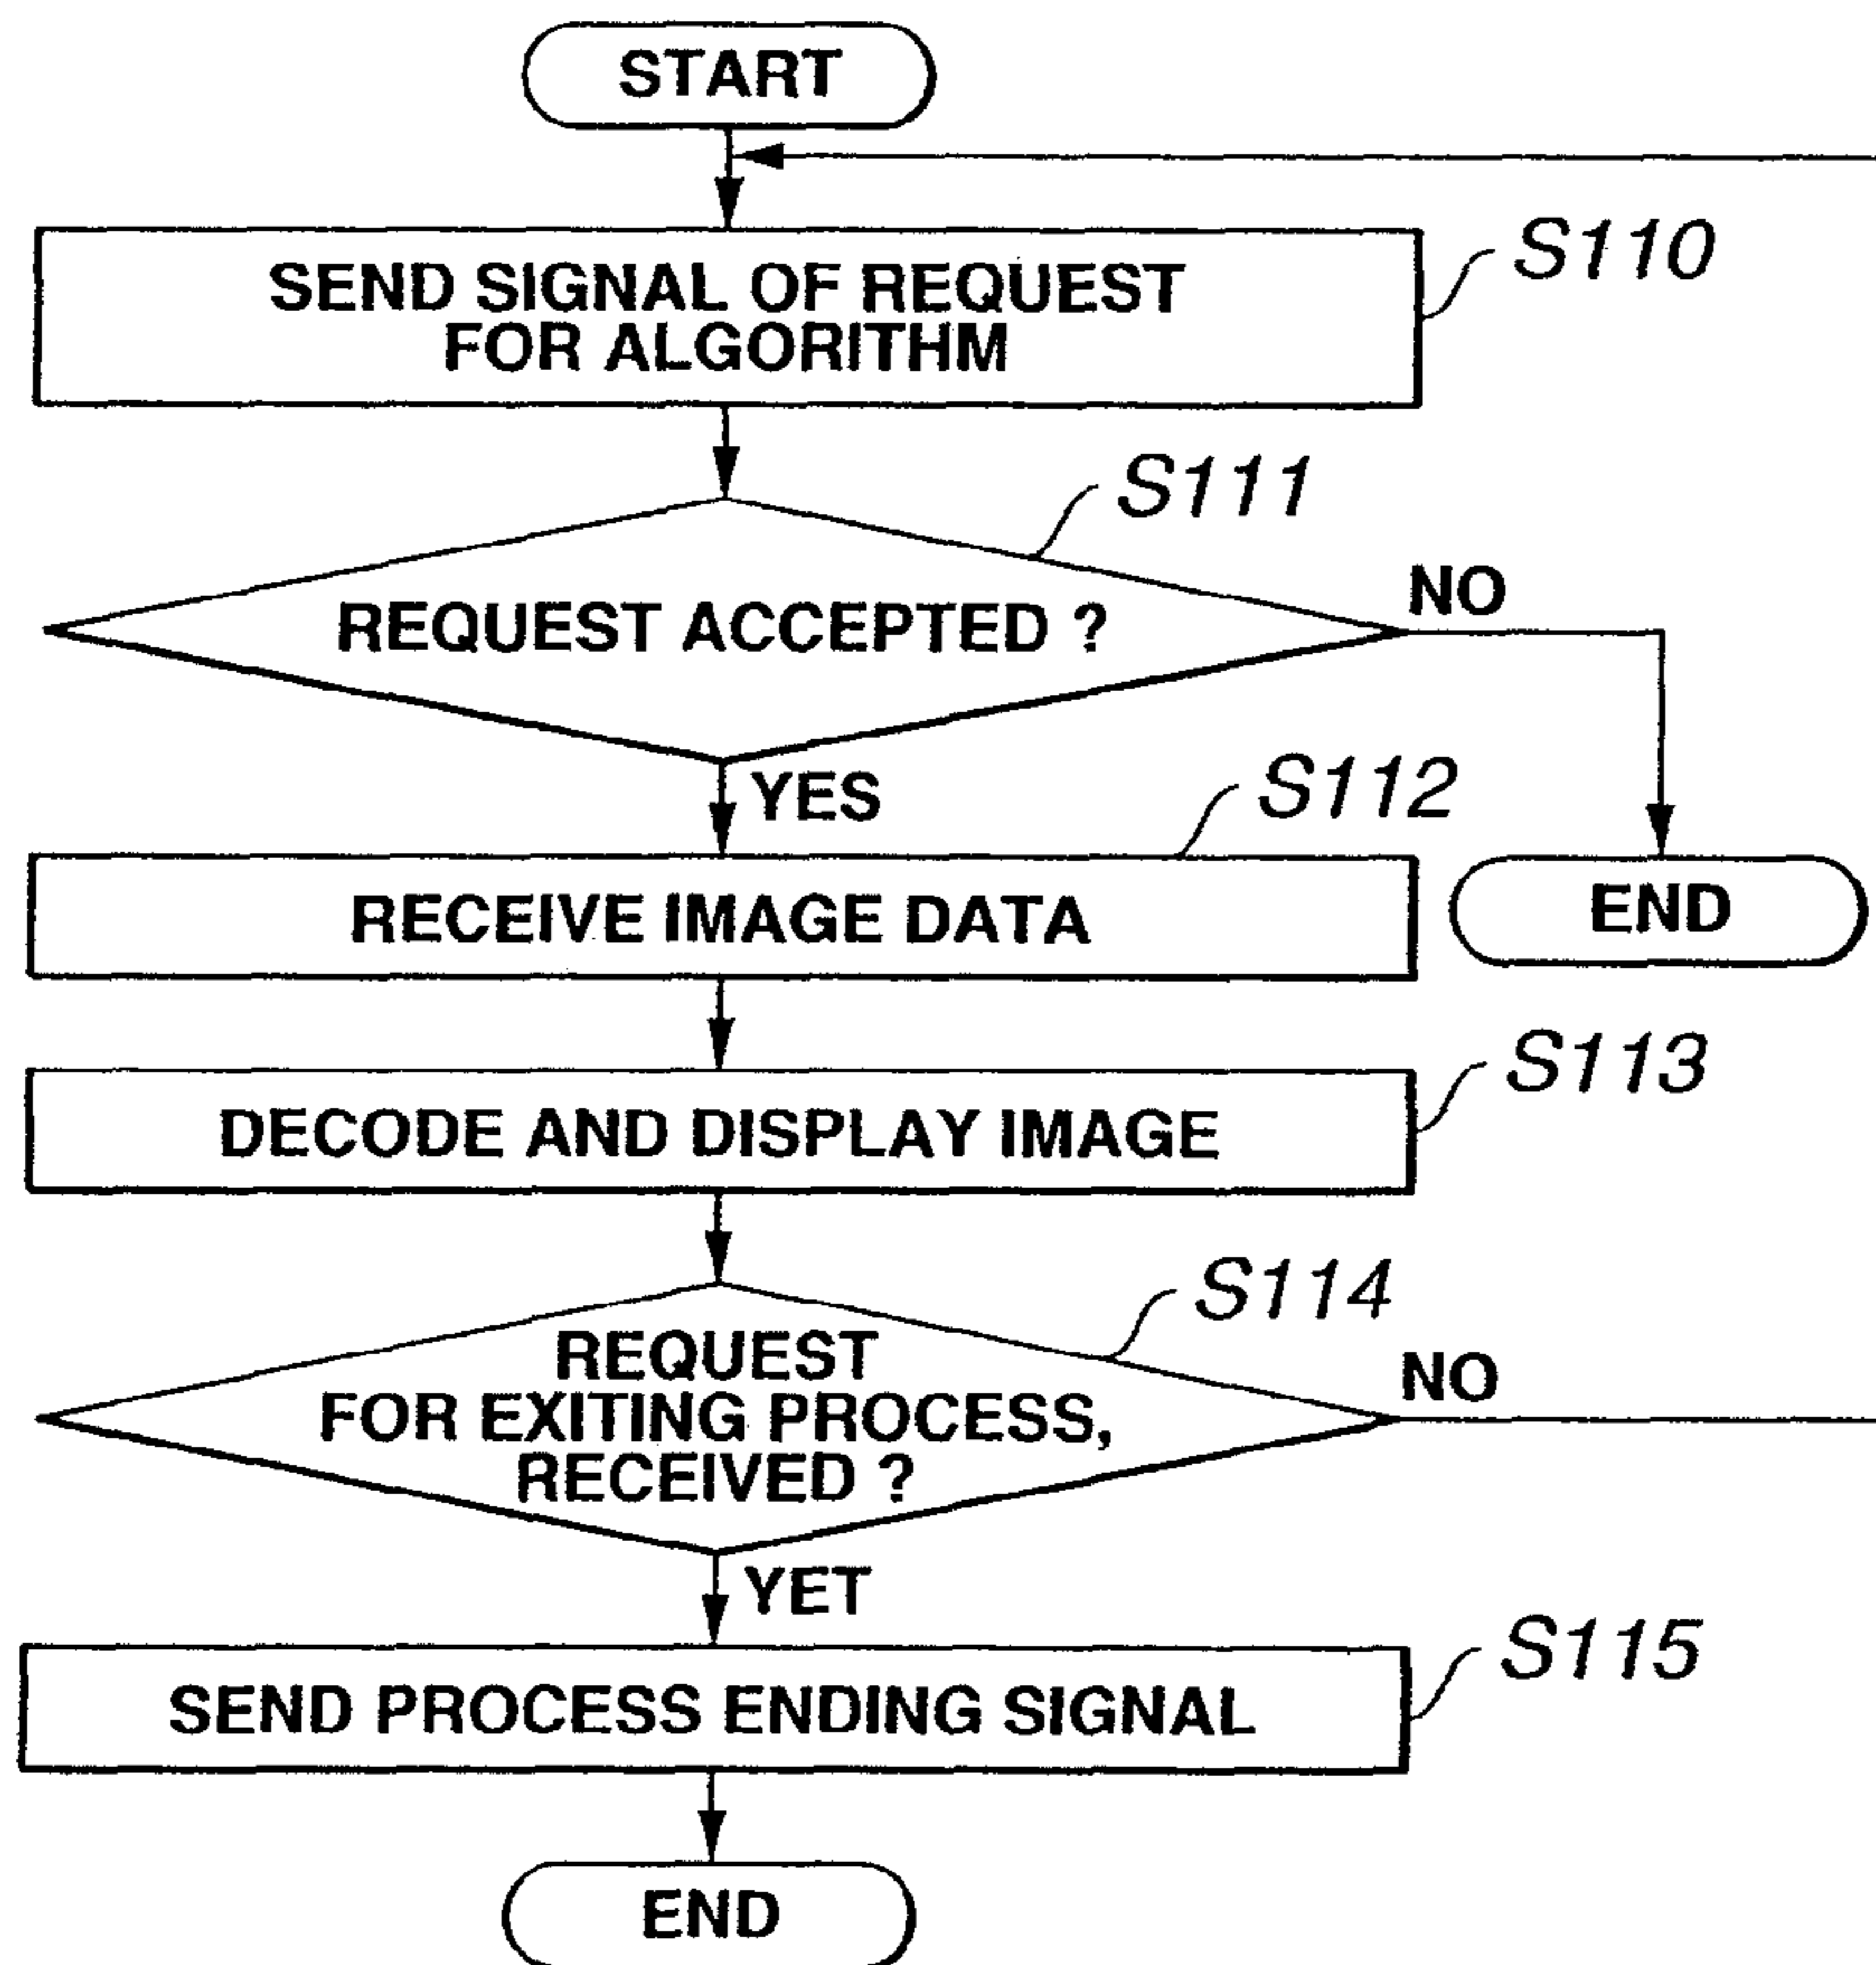 START
S110
SEND SIGNAL OF REQUEST
FOR ALGORITHM
S111
REQUEST ACCEPTED ?
NO
YES
S112
RECEIVE IMAGE DATA
END
S113
DECODE AND DISPLAY IMAGE
S114
REQUEST
FOR EXITING PROCESS,
RECEIVED ?
NO
YET
S115
SEND PROCESS ENDING SIGNAL
END